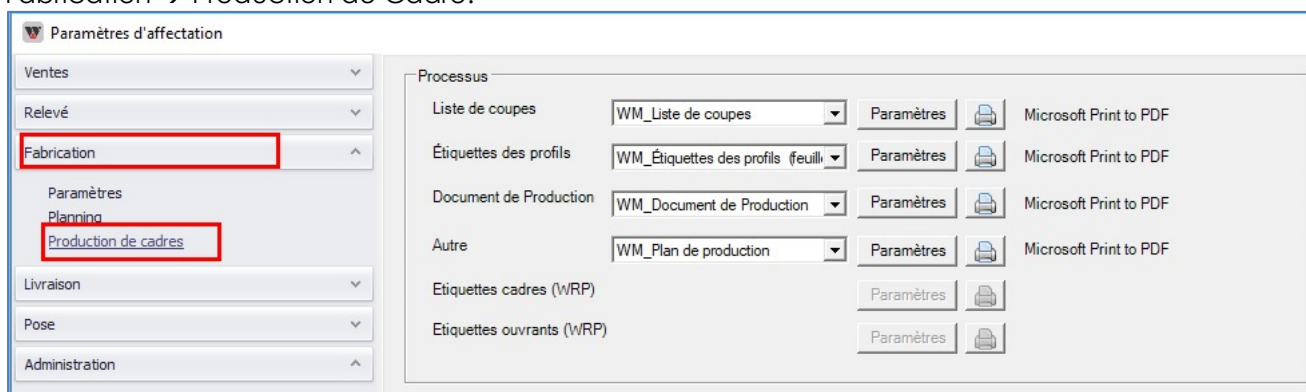 Fabrication → Production de Cadre.
Paramètres d'affectation
Ventes
Relevé
Fabrication
Paramètres
Planning
Production de cadres
Livraison
Pose
Administration
Processus
Liste de coupes WM_Liste de coupes Paramètres Microsoft Print to PDF
Étiquettes des profils WM_Étiquettes des profils (feuill Paramètres Microsoft Print to PDF
Document de Production WM_Document de Production Paramètres Microsoft Print to PDF
Autre WM_Plan de production Paramètres Microsoft Print to PDF
Etiquettes cadres (WRP) Paramètres
Etiquettes ouvrants (WRP) Paramètres